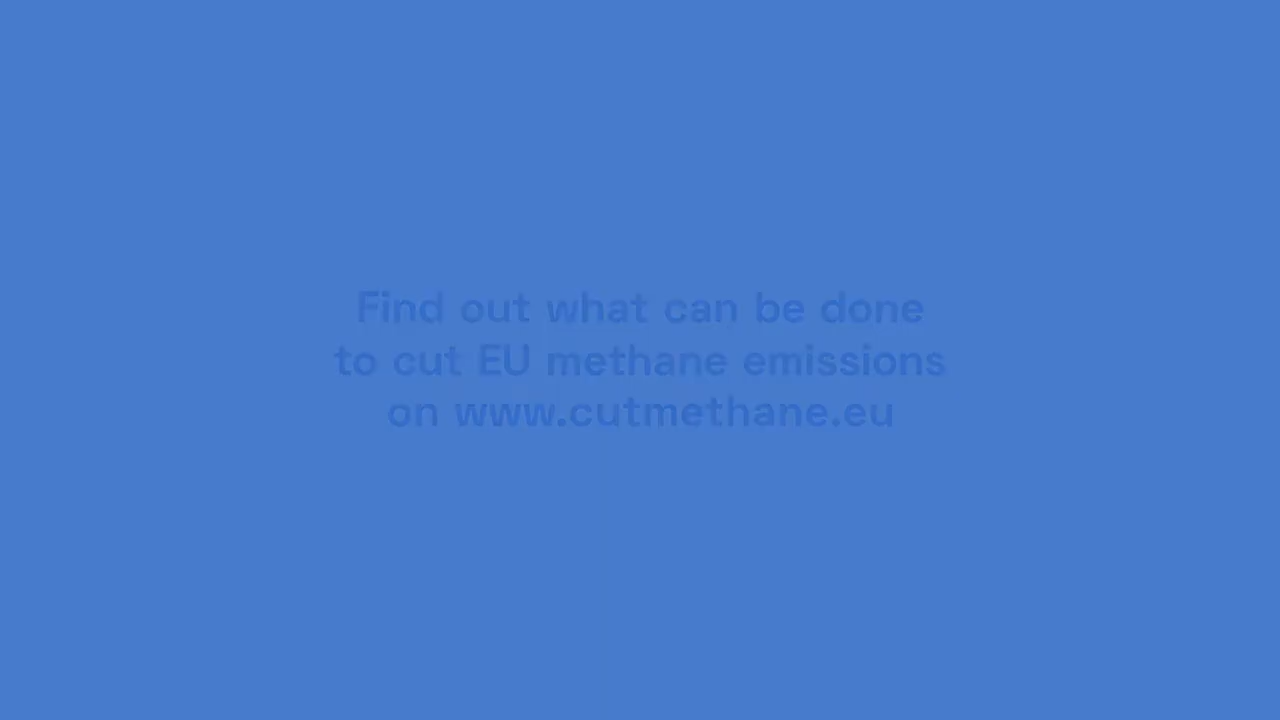 Find out what can be done
to cut EU methane emissions
on www.cutmethane.eu